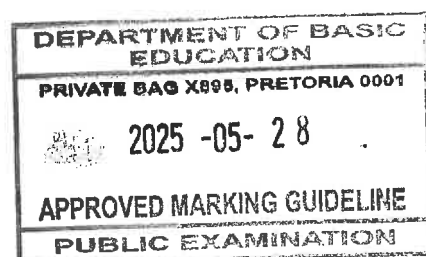 DEPARTMENT OF BASIC
EDUCATION
PRIVATE BAG X895, PRETORIA 0001
2025 -05- 28
APPROVED MARKING GUIDELINE
PUBLIC EXAMINATION